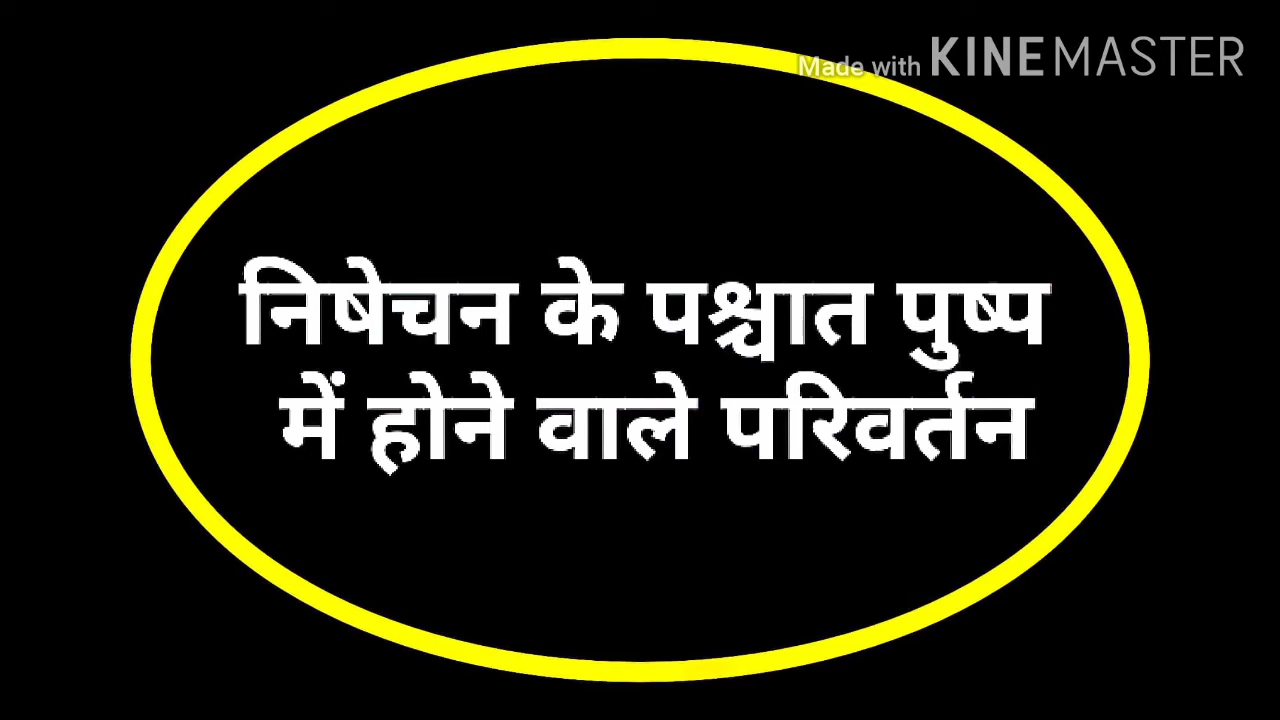 Made with KINEMASTER
निषेचन के पश्चात पुष्प
में होने वाले परिवर्तन